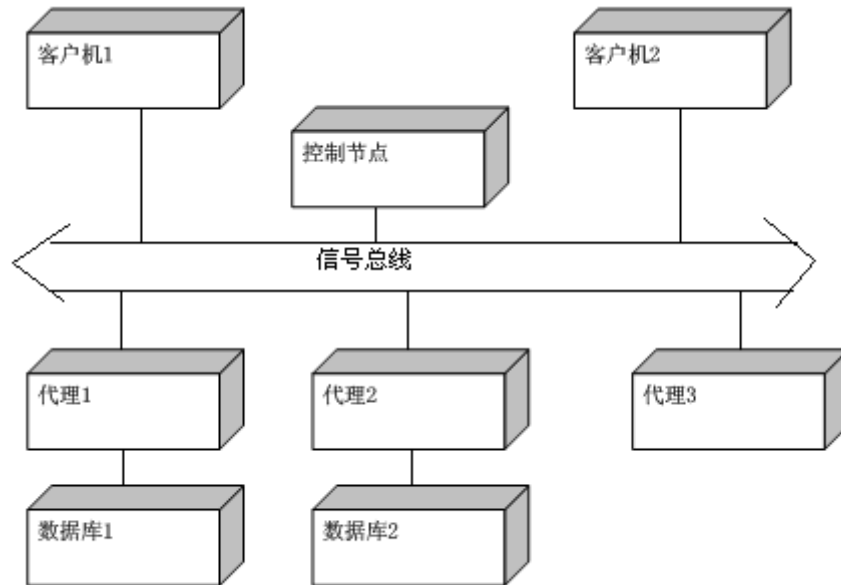 客户机1
客户机2
控制节点
信号总线
代理1
代理2
代理3
数据库1
数据库2